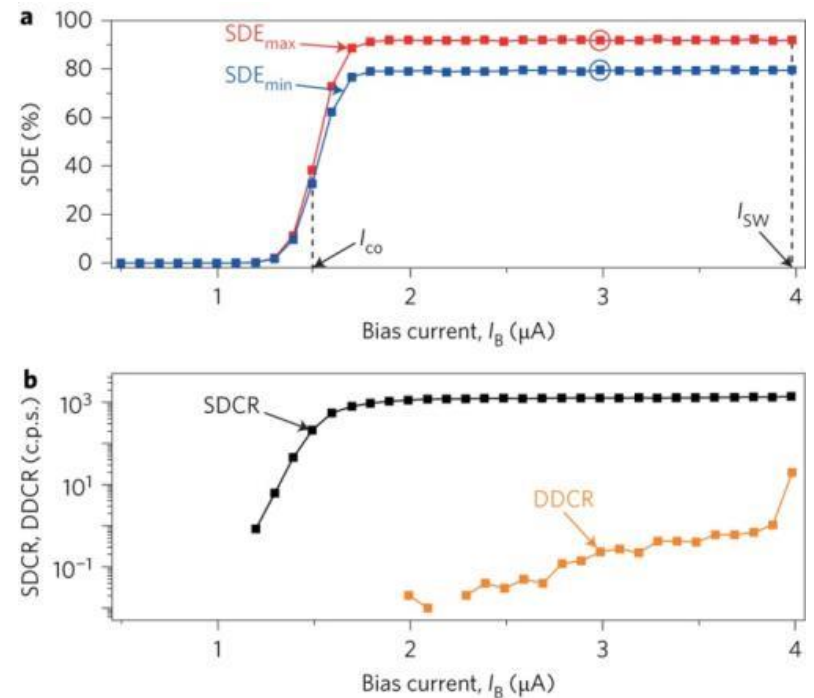 a
100
80
60
40
20
0
SDE (%)
SDEmax
SDEmin
Ico
ISW
1 2 3 4
Bias current, IB (μA)
b
10³
10¹
10⁻¹
SDCR, DDCR (c.p.s.)
SDCR
DDCR
1 2 3 4
Bias current, IB (μA)